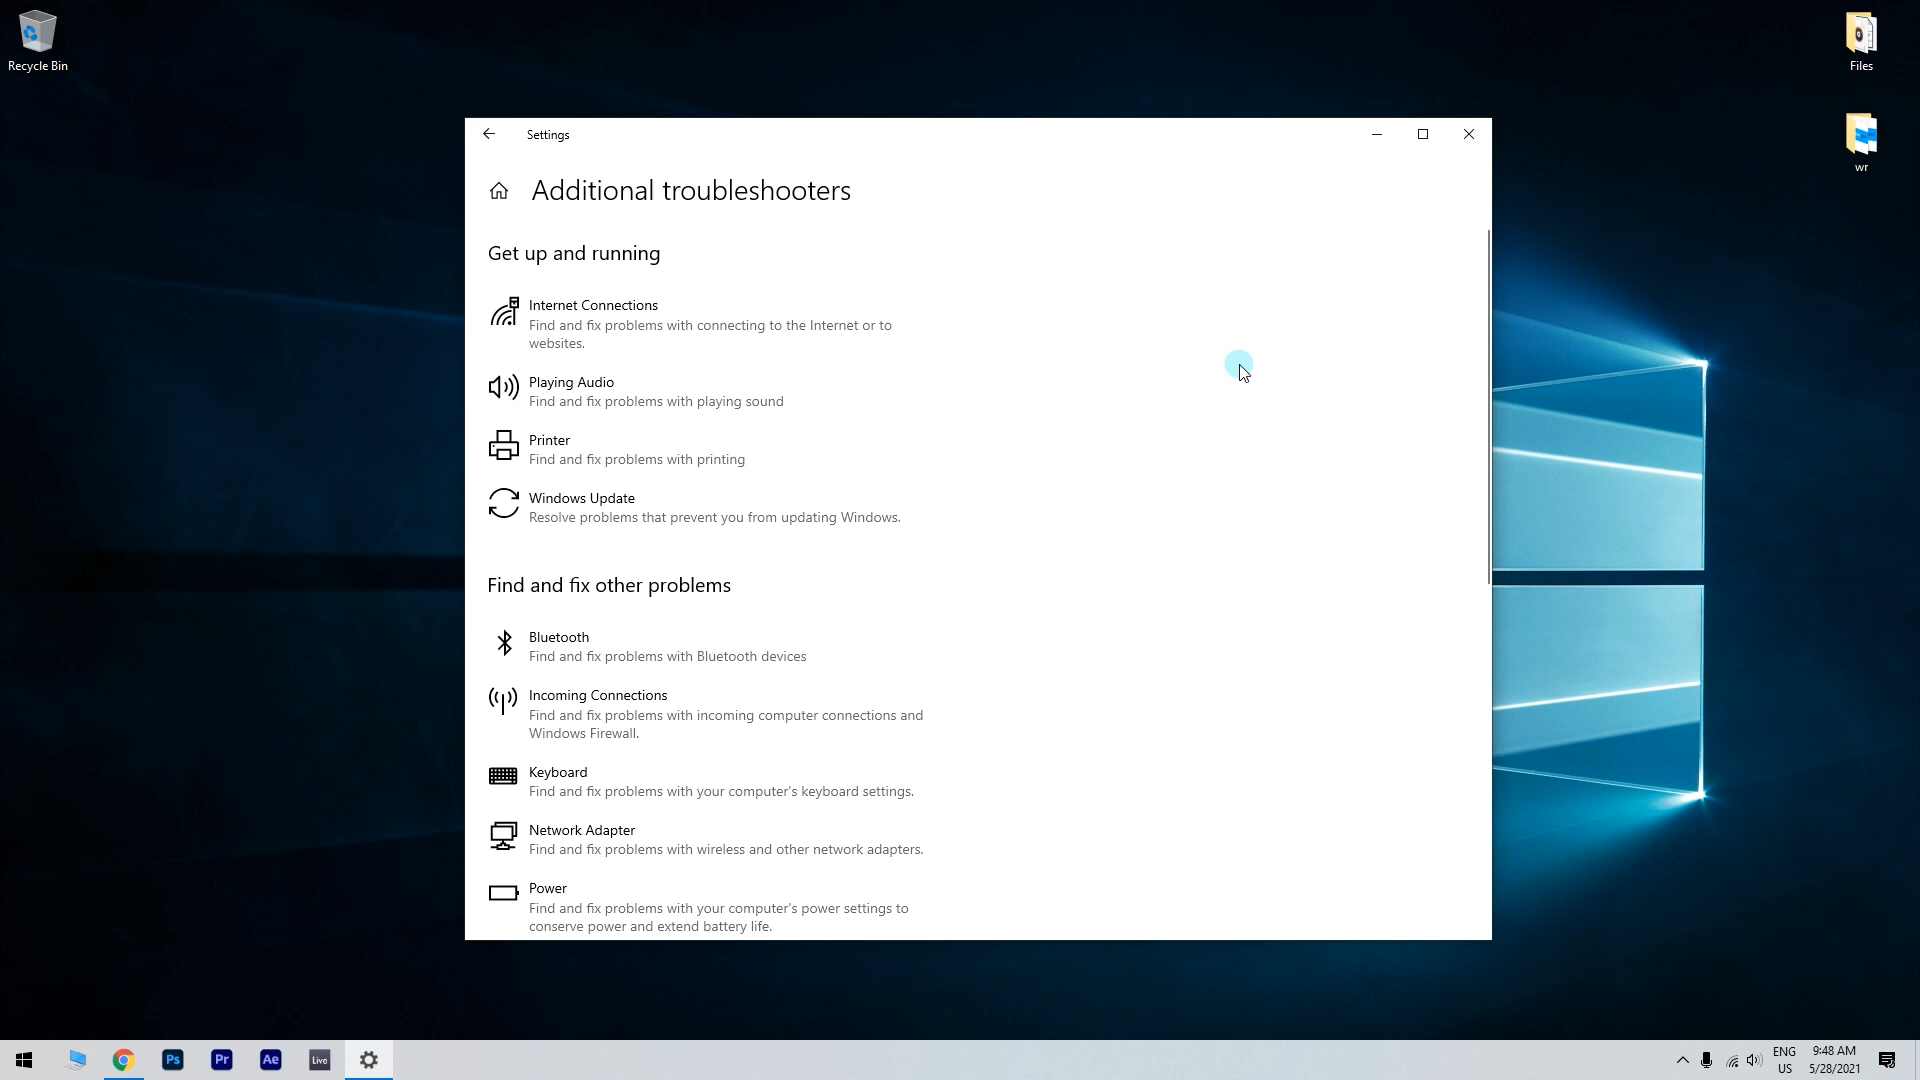 Recycle Bin
Files
wr
Settings
Additional troubleshooters
Get up and running
Internet Connections
Find and fix problems with connecting to the Internet or to
websites.
Playing Audio
Find and fix problems with playing sound
Printer
Find and fix problems with printing
Windows Update
Resolve problems that prevent you from updating Windows.
Find and fix other problems
Bluetooth
Find and fix problems with Bluetooth devices
Incoming Connections
Find and fix problems with incoming computer connections and
Windows Firewall.
Keyboard
Find and fix problems with your computer's keyboard settings.
Network Adapter
Find and fix problems with wireless and other network adapters.
Power
Find and fix problems with your computer's power settings to
conserve power and extend battery life.
Ps
Pr
Ae
Live
ENG
US
9:48 AM
5/28/2021